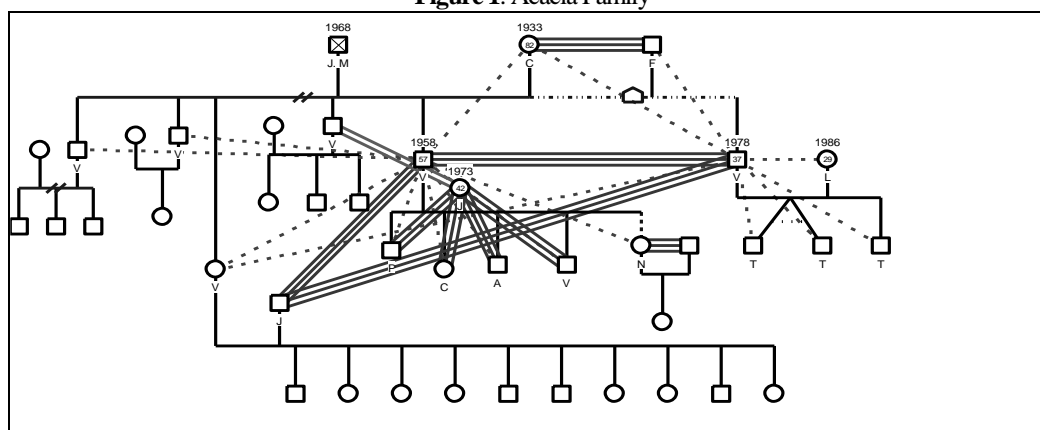 Figure 1. Acacia Family
1968
1933
82
J. M
C
F
1958
1978
1986
57
37
29
V
V
V
V
V
L
1973
42
J
P
C
A
V
N
T
T
T
V
J